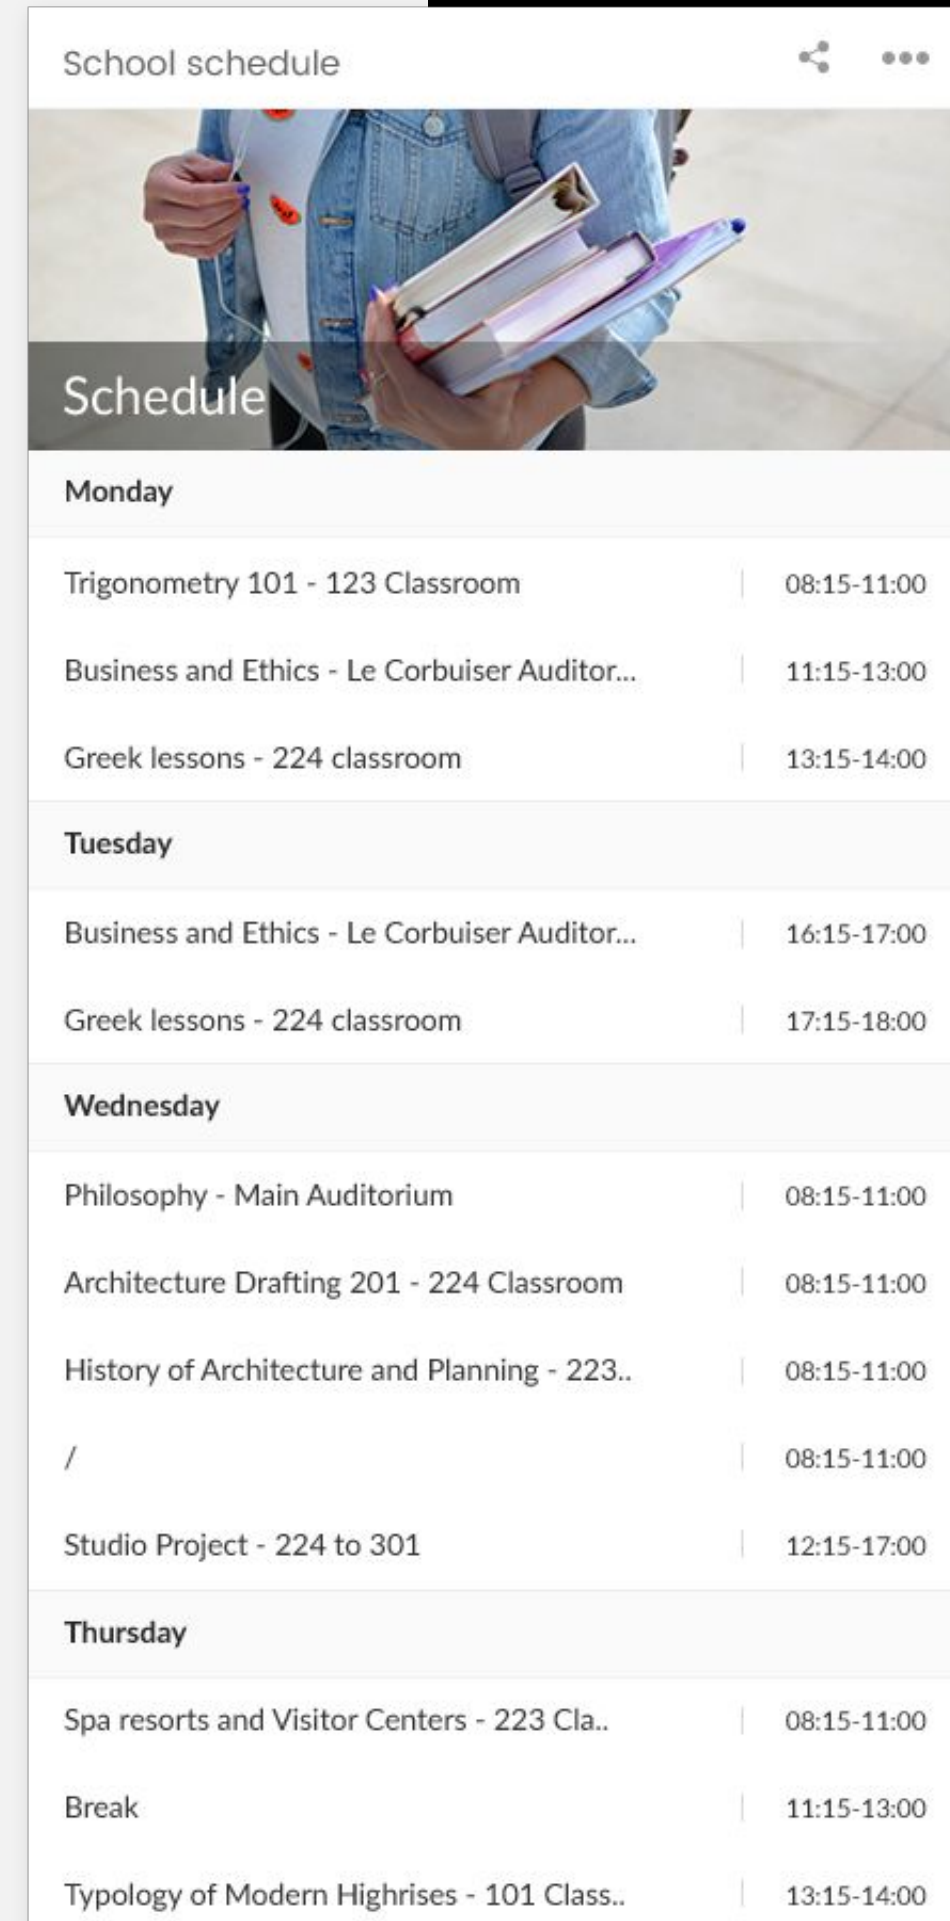 School schedule
Schedule
Monday
Trigonometry 101 - 123 Classroom 08:15-11:00
Business and Ethics - Le Corbuiser Auditor... 11:15-13:00
Greek lessons - 224 classroom 13:15-14:00
Tuesday
Business and Ethics - Le Corbuiser Auditor... 16:15-17:00
Greek lessons - 224 classroom 17:15-18:00
Wednesday
Philosophy - Main Auditorium 08:15-11:00
Architecture Drafting 201 - 224 Classroom 08:15-11:00
History of Architecture and Planning - 223.. 08:15-11:00
/ 08:15-11:00
Studio Project - 224 to 301 12:15-17:00
Thursday
Spa resorts and Visitor Centers - 223 Cla.. 08:15-11:00
Break 11:15-13:00
Typology of Modern Highrises - 101 Class.. 13:15-14:00